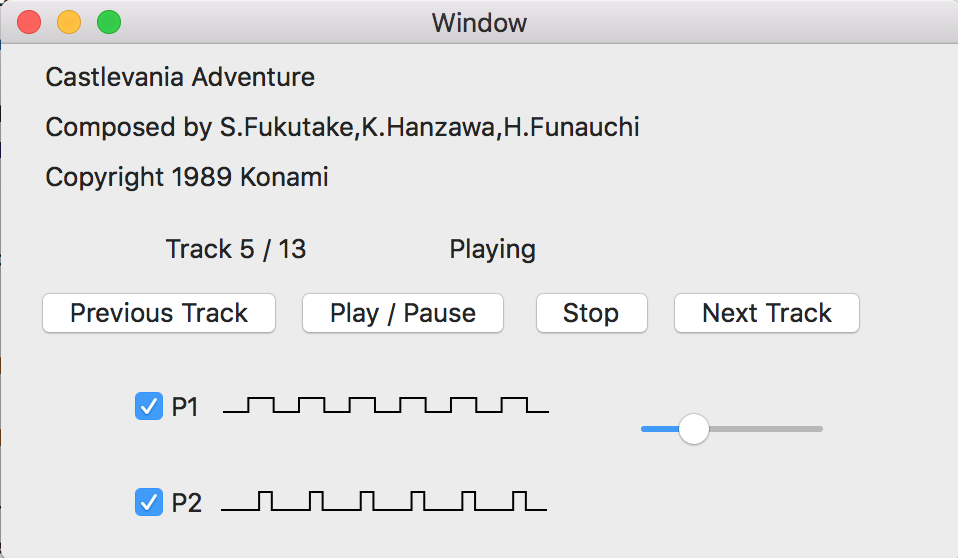 Window
Castlevania Adventure
Composed by S.Fukutake,K.Hanzawa,H.Funauchi
Copyright 1989 Konami
Track 5 / 13 Playing
Previous Track Play / Pause Stop Next Track
P1
P2